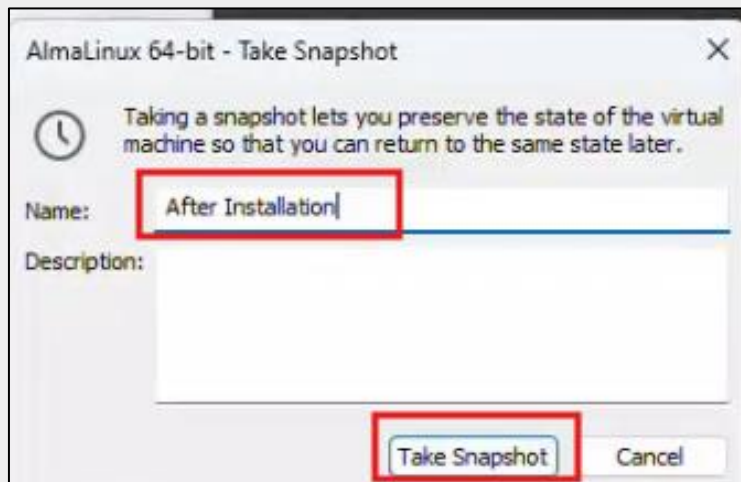 AlmaLinux 64-bit - Take Snapshot
Taking a snapshot lets you preserve the state of the virtual
machine so that you can return to the same state later.
Name: After Installation
Description:
Take Snapshot Cancel